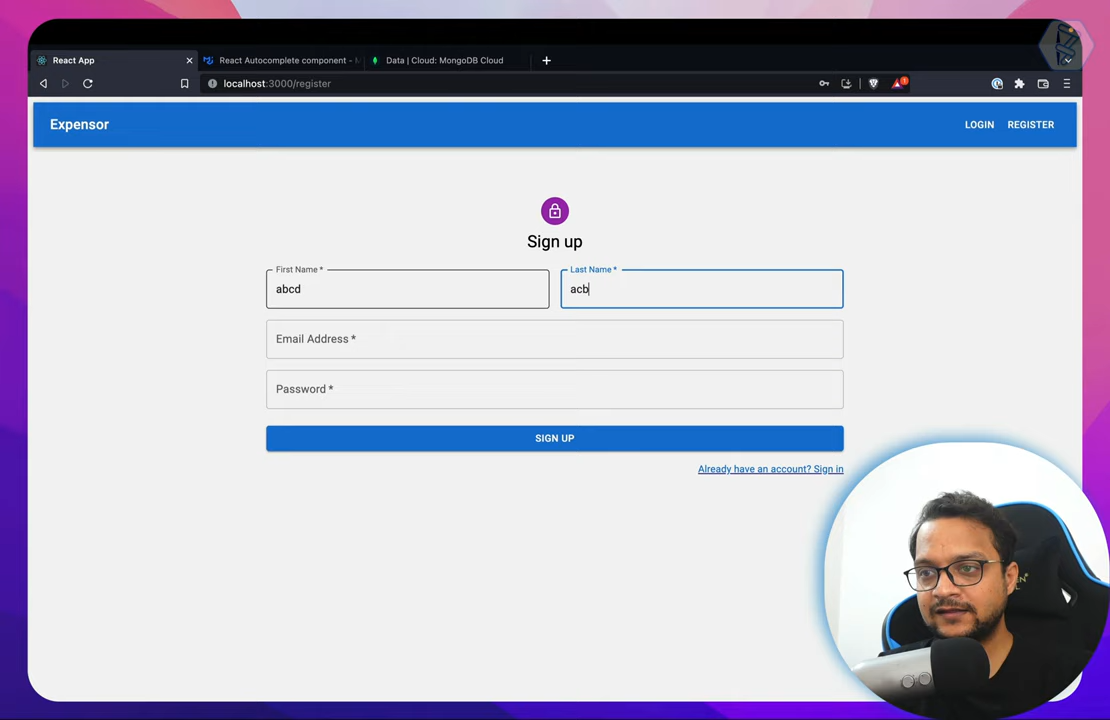 React App
React Autocomplete component -
Data | Cloud: MongoDB Cloud
localhost:3000/register
1
Expensor
LOGIN
REGISTER
Sign up
First Name *
abcd
Last Name *
acb
Email Address *
Password *
SIGN UP
Already have an account? Sign in